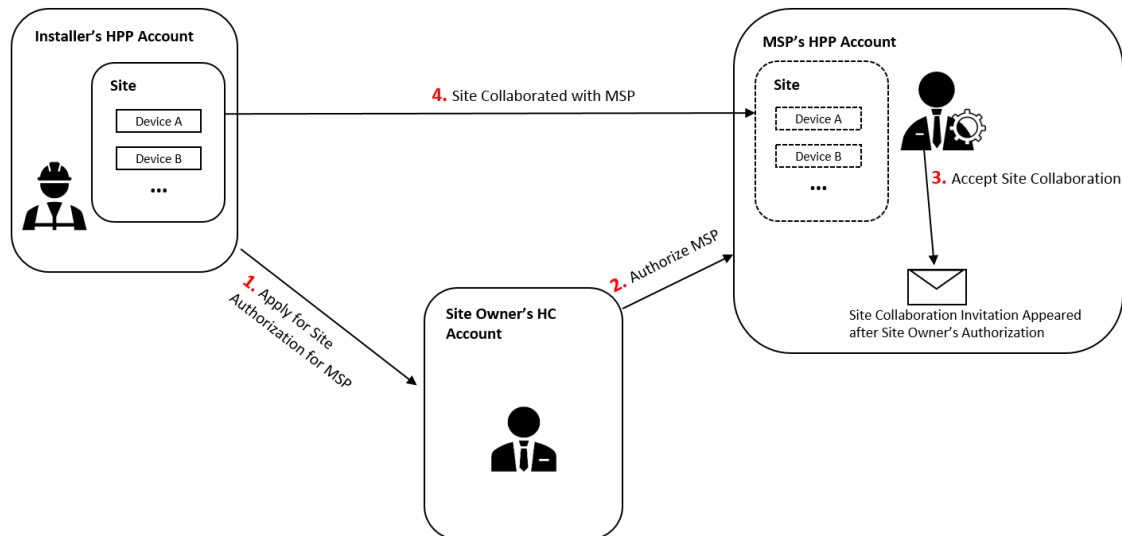 Installer's HPP Account
Site
Device A
Device B
...
4. Site Collaborated with MSP
MSP's HPP Account
Site
Device A
Device B
...
3. Accept Site Collaboration
Site Collaboration Invitation Appeared
after Site Owner's Authorization
1. Apply for Site
Authorization for MSP
2. Authorize MSP
Site Owner's HC
Account